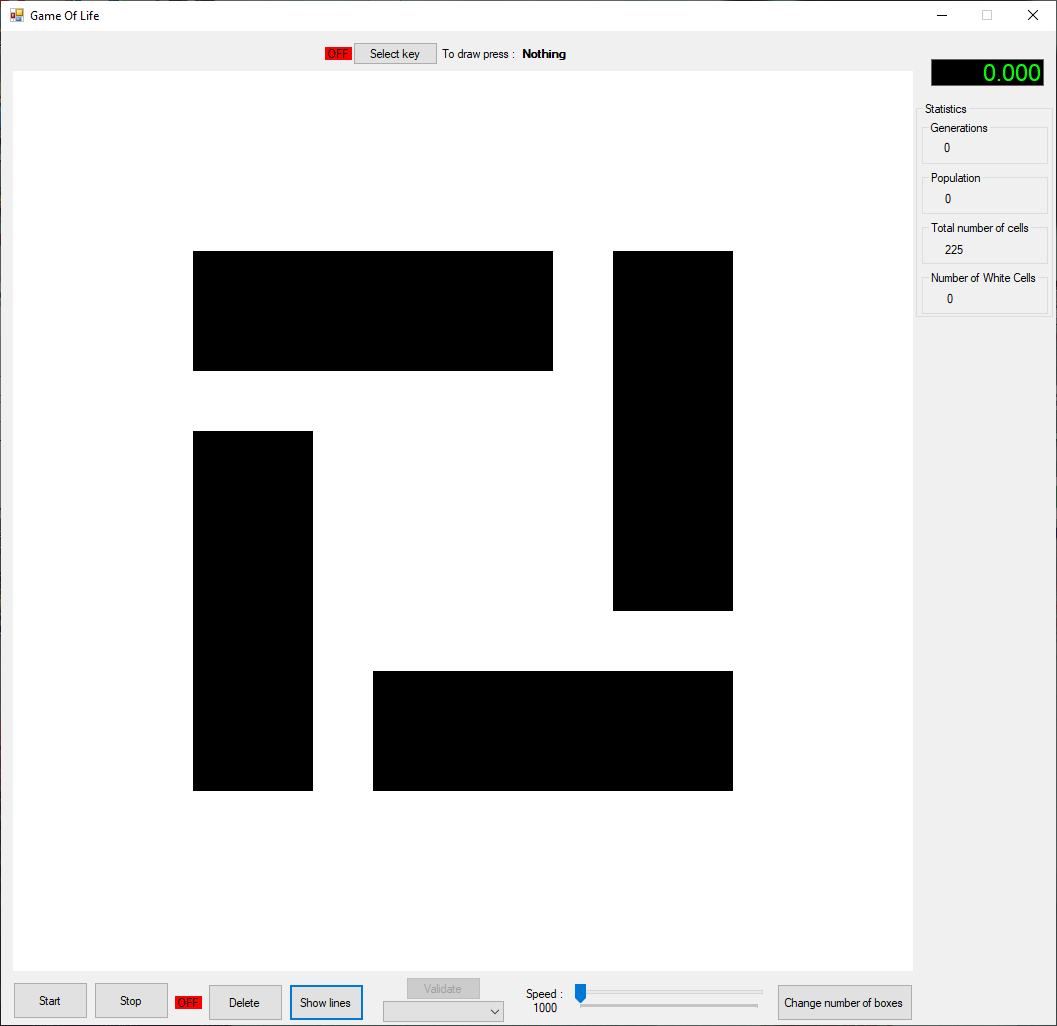 Game Of Life
OFF Select key To draw press : Nothing
0.000
Statistics
Generations
0
Population
0
Total number of cells
225
Number of White Cells
0
Start
Stop
OFF
Delete
Show lines
Validate
Speed :
1000
Change number of boxes